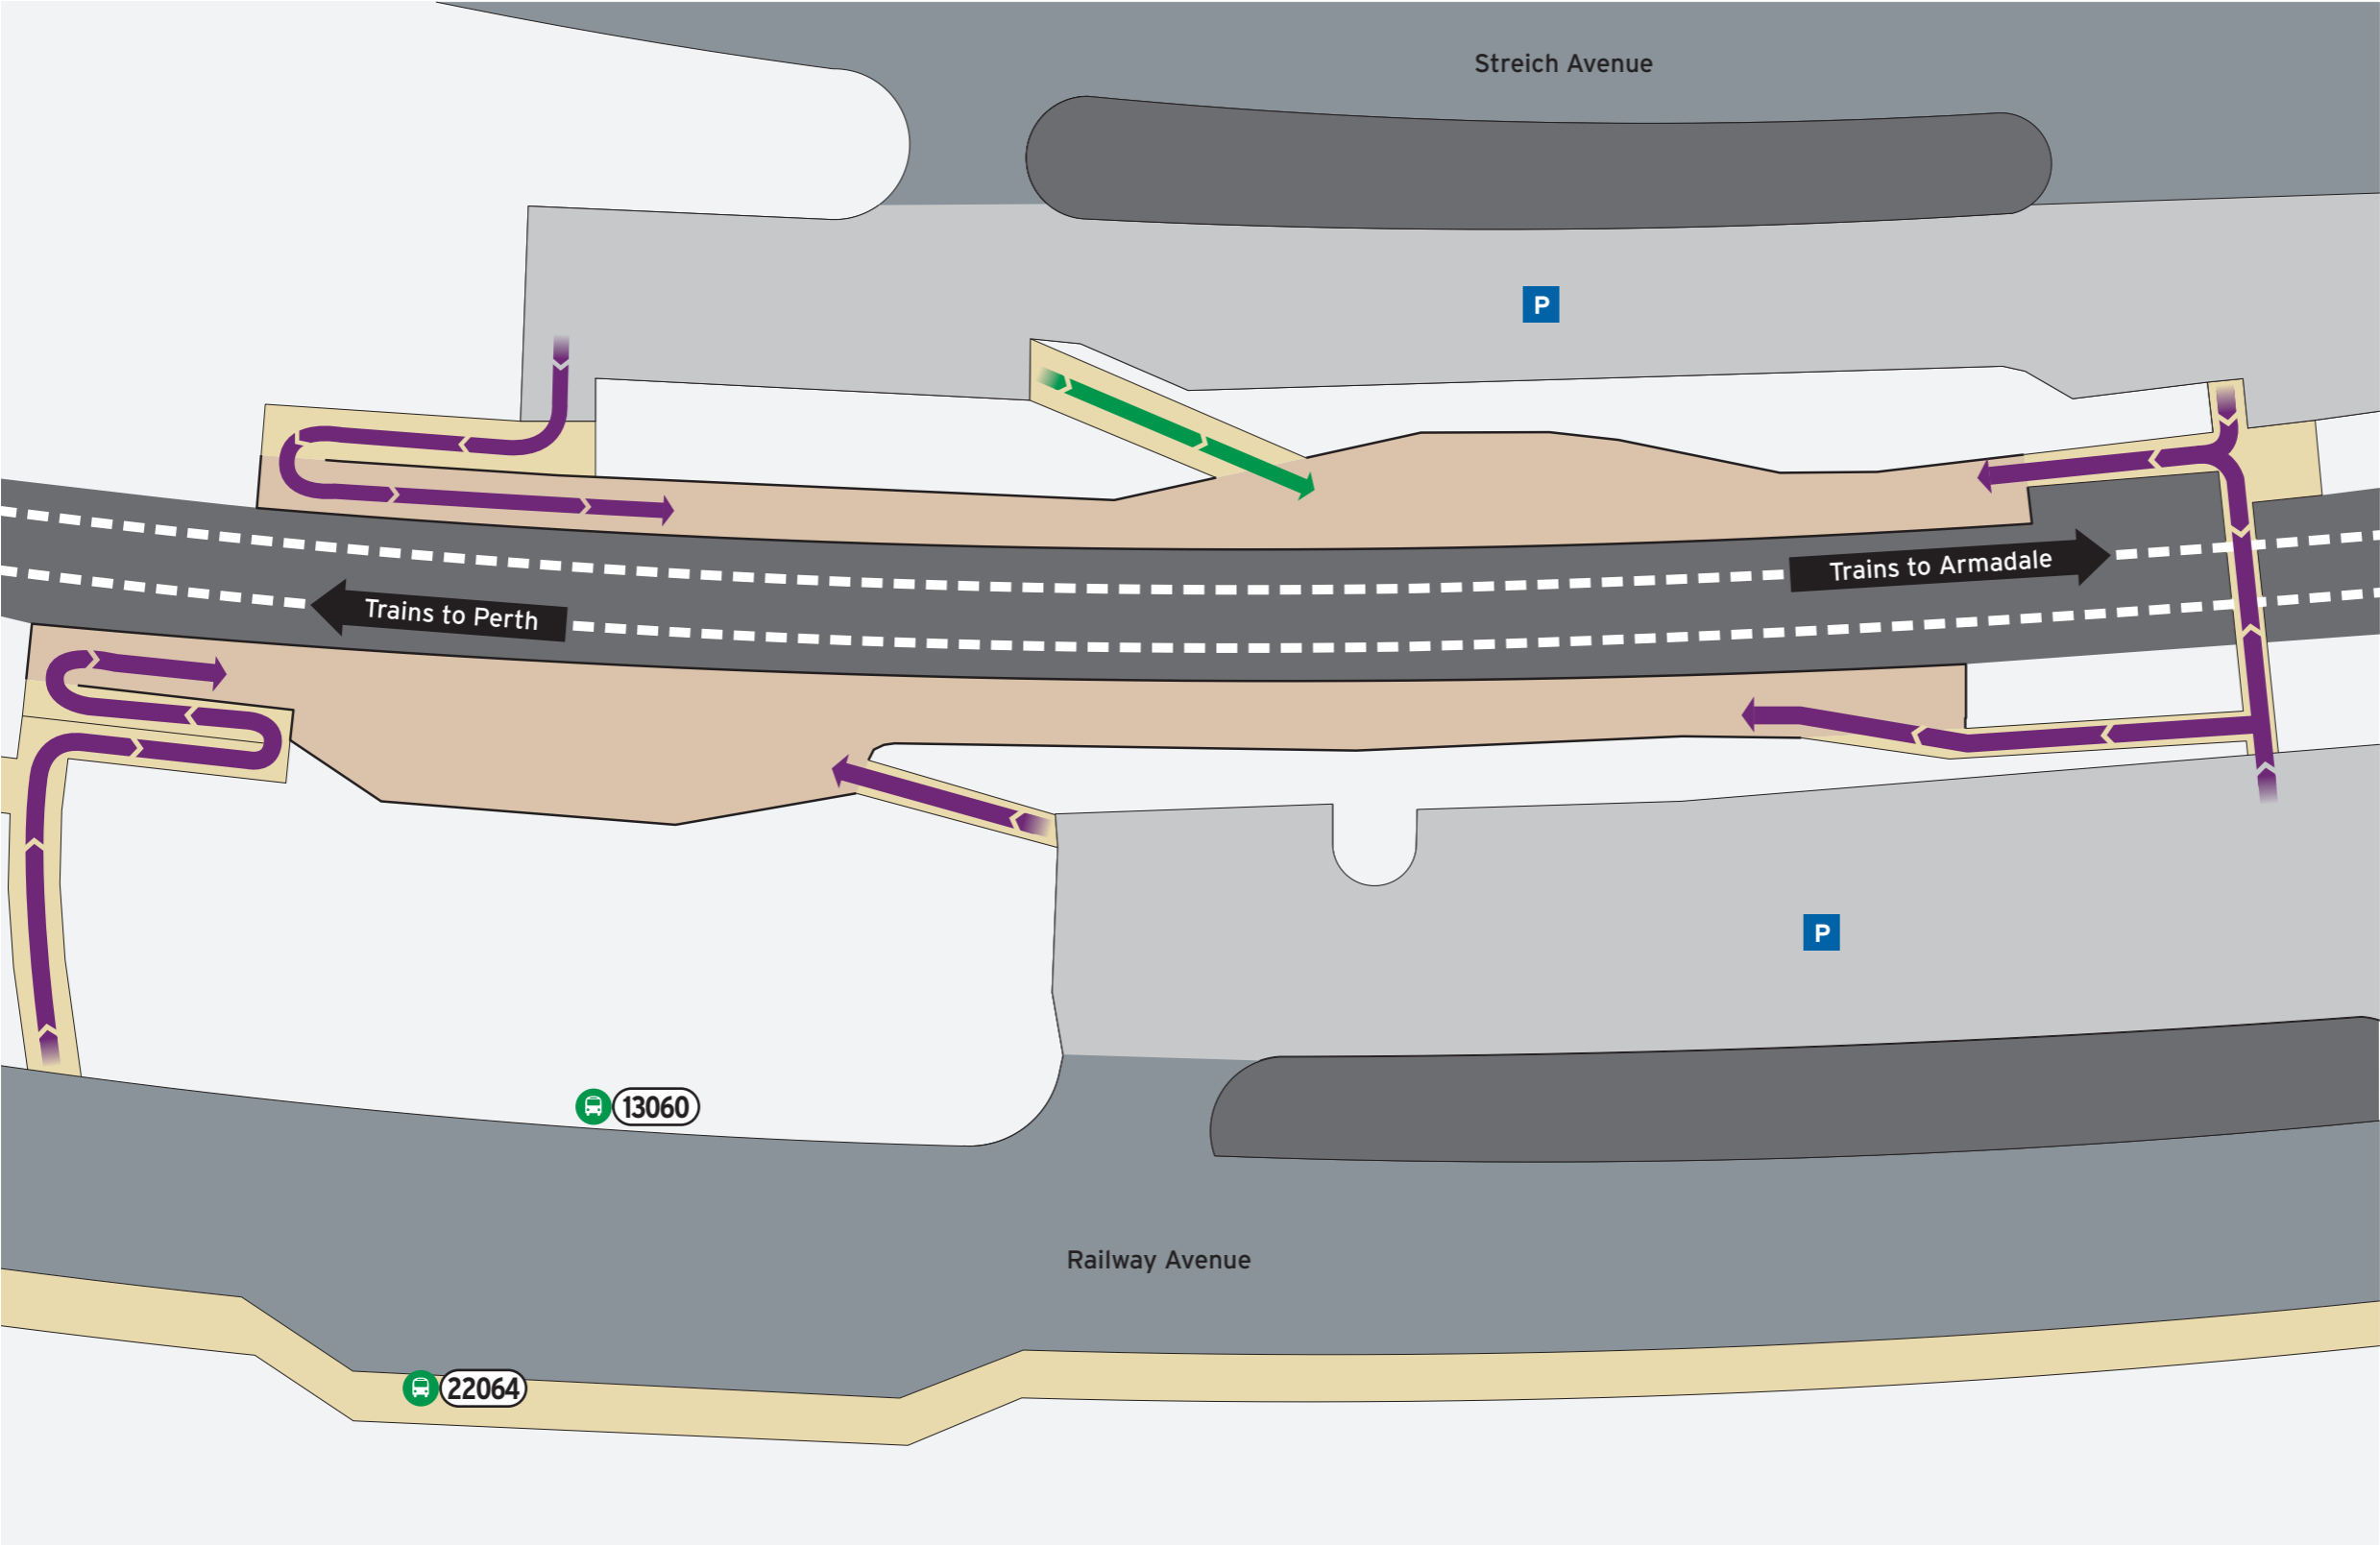 Streich Avenue
P
Trains to Armadale
Trains to Perth
P
13060
Railway Avenue
22064